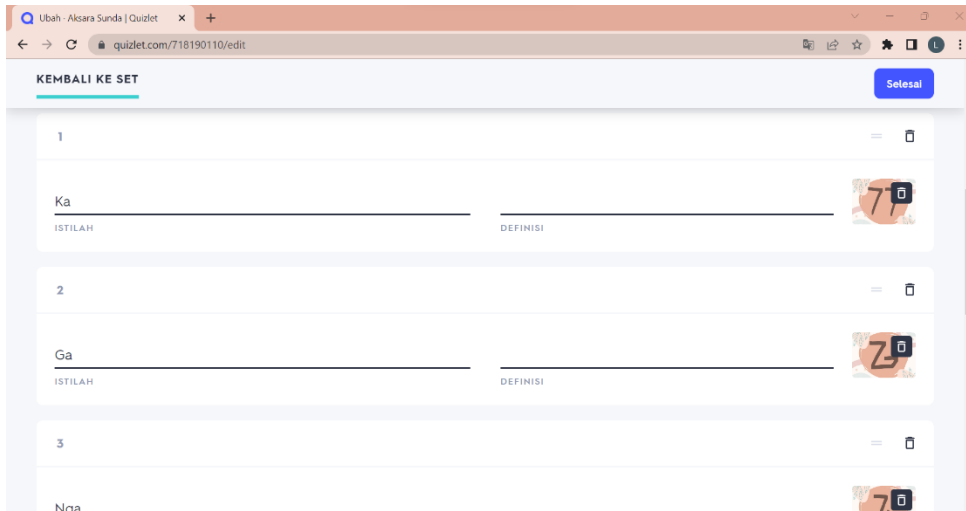 Ubah - Aksara Sunda | Quizlet
quizlet.com/718190110/edit
L
KEMBALI KE SET
Selesai
1
Ka
ISTILAH
DEFINISI
2
Ga
ISTILAH
DEFINISI
3
Nga